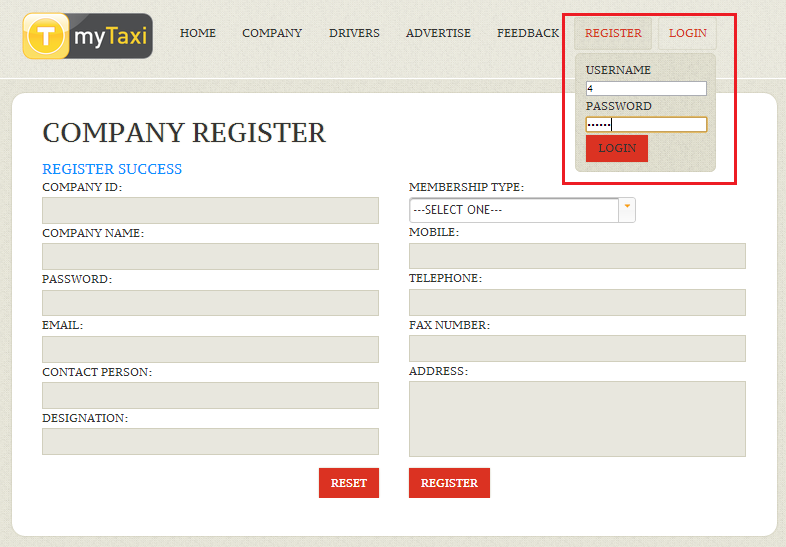 T myTaxi
HOME COMPANY DRIVERS ADVERTISE FEEDBACK REGISTER LOGIN
USERNAME
4
PASSWORD
••••••
LOGIN
COMPANY REGISTER
REGISTER SUCCESS
COMPANY ID:
COMPANY NAME:
PASSWORD:
EMAIL:
CONTACT PERSON:
DESIGNATION:
RESET
MEMBERSHIP TYPE:
---SELECT ONE---
MOBILE:
TELEPHONE:
FAX NUMBER:
ADDRESS:
REGISTER